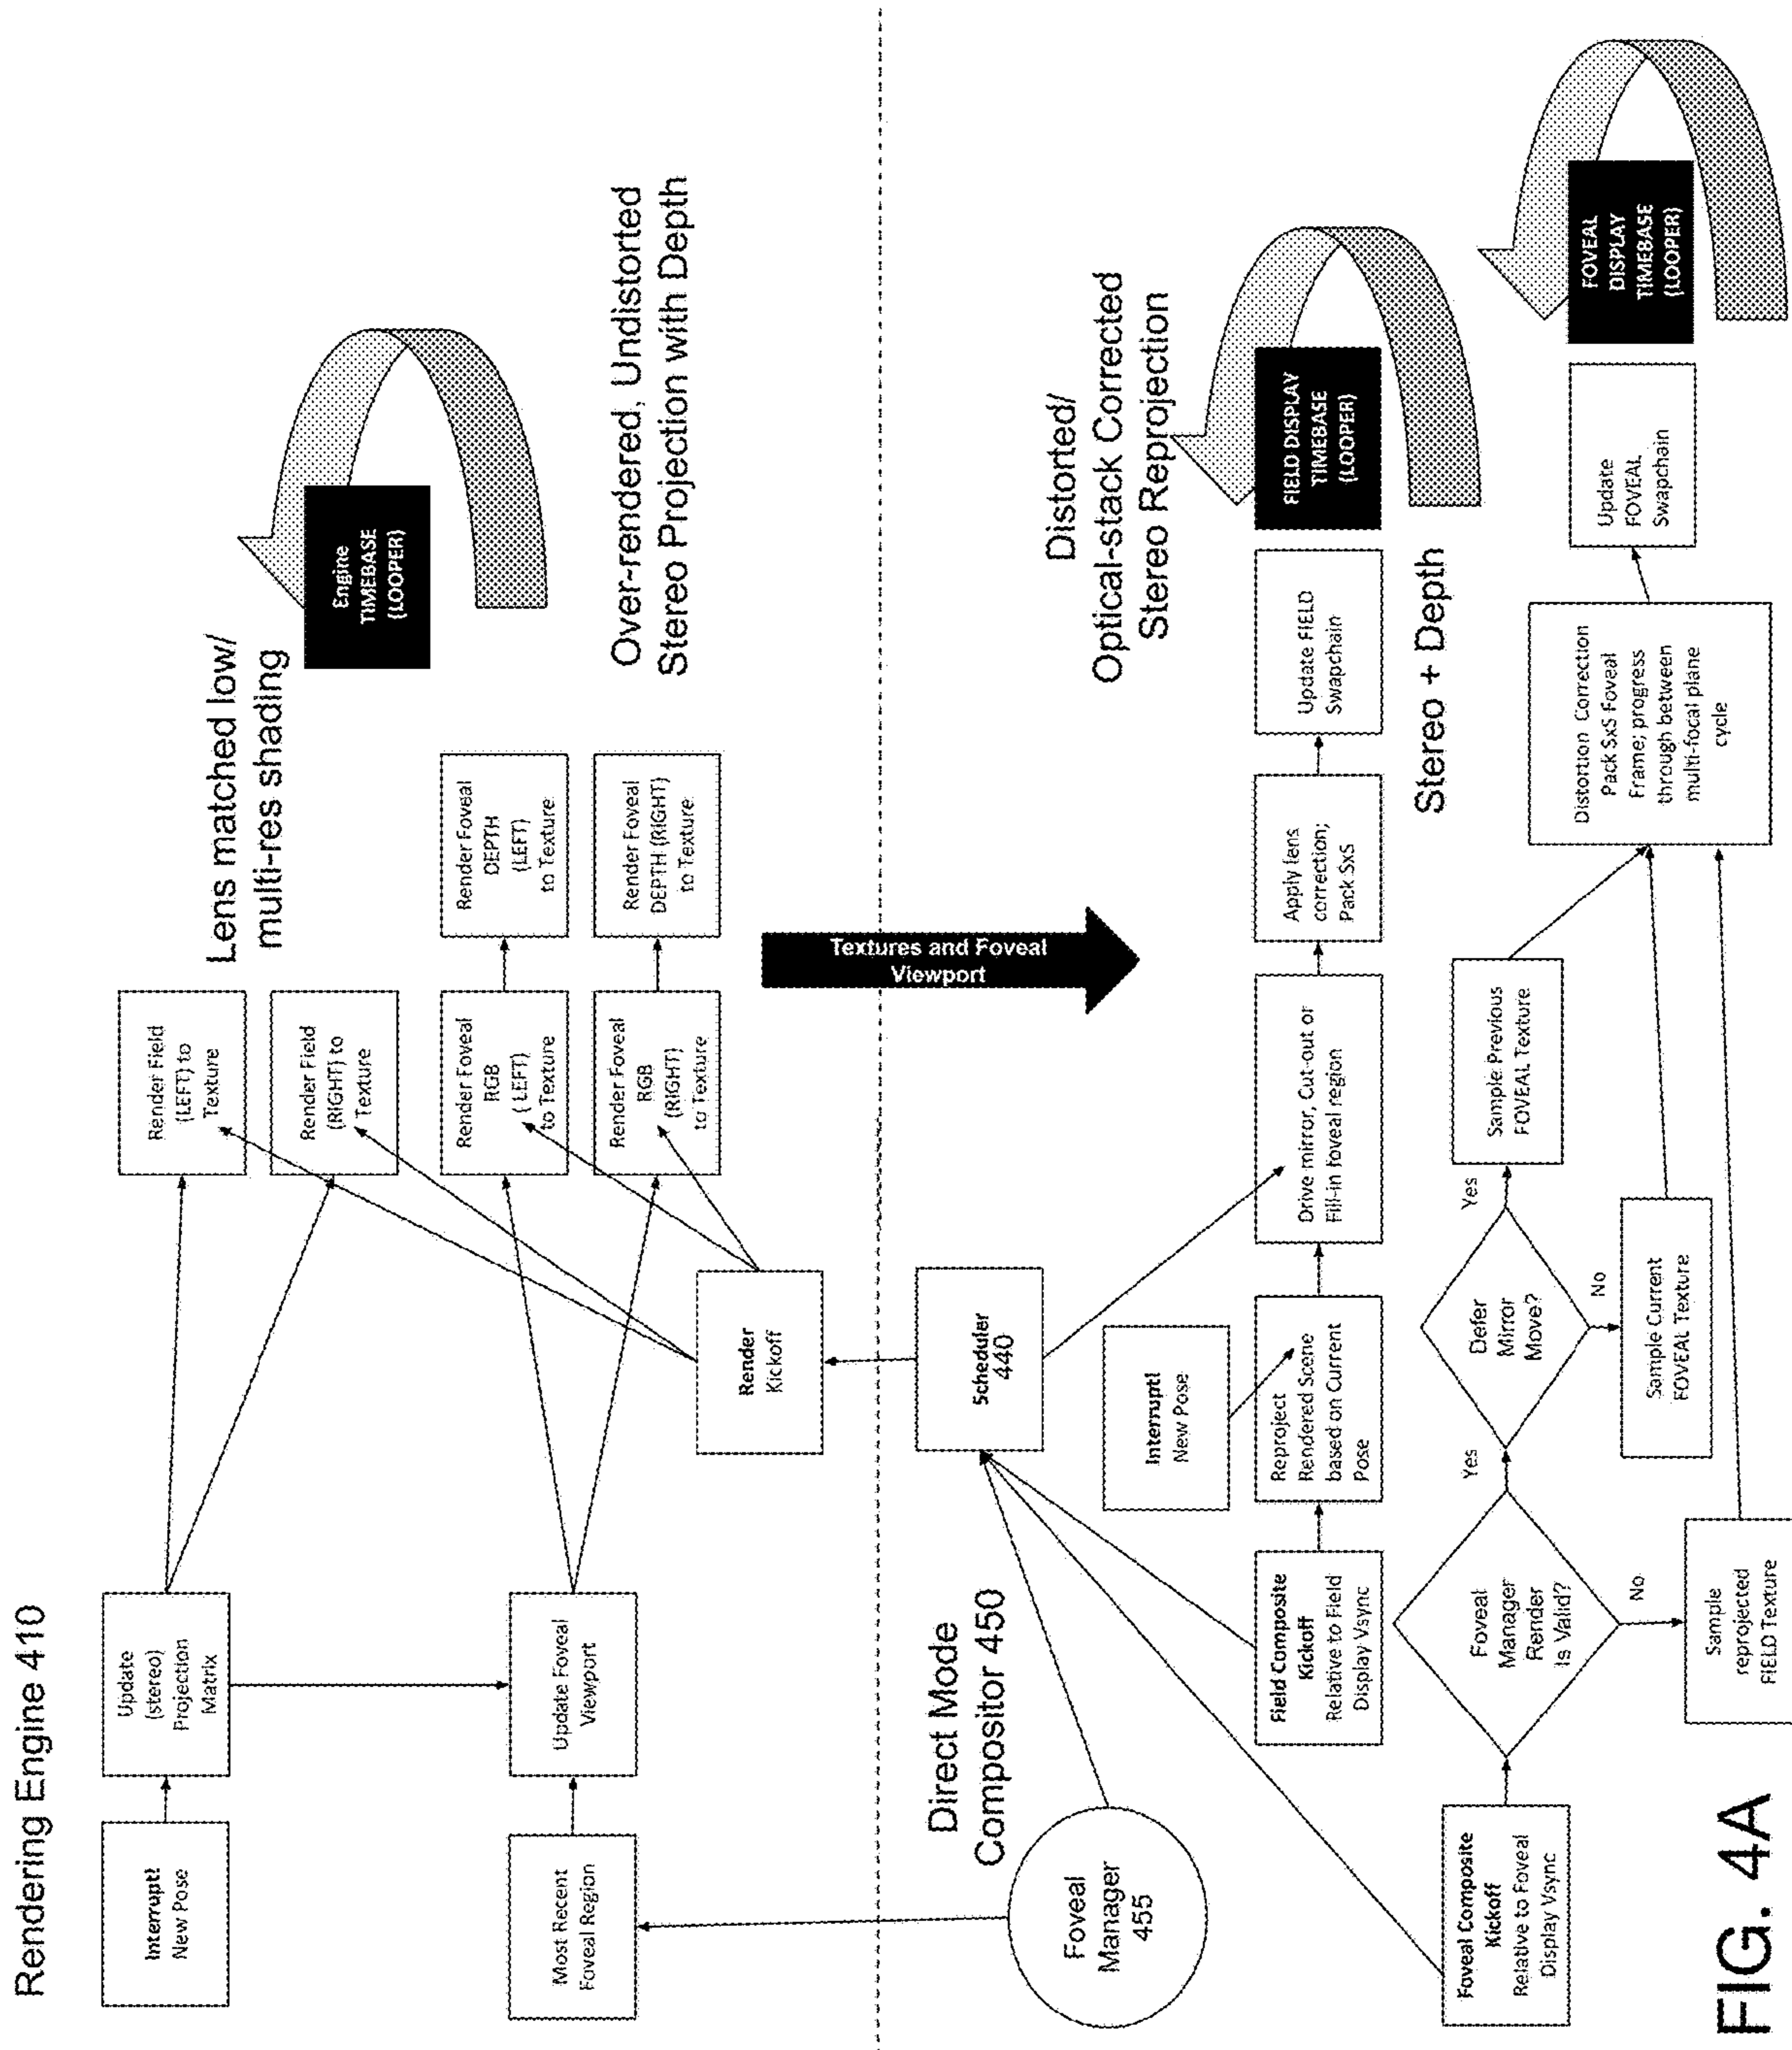 Rendering Engine 410
Interrupt!
New Pose
Update
(stereo)
Projection
Matrix
Render Field
(LEFT) to
Texture
Render Field
(RIGHT) to
Texture
Lens matched low/
multi-res shading
Engine
TIMEBASE
(LOOPER)
Most Recent
Foveal Region
Update Foveal
Viewport
Render Foveal
RGB
( LEFT)
to Texture
Render Foveal
DEPTH
(LEFT)
to Texture
Render Foveal
RGB
(RIGHT)
to Texture
Render Foveal
DEPTH (RIGHT)
to Texture
Over-rendered, Undistorted
Stereo Projection with Depth
Render
Kickoff
Textures and Foveal
Viewport
Direct Mode
Compositor 450
Scheduler
440
Foveal
Manager
455
Interrupt!
New Pose
Distorted/
Optical-stack Corrected
Stereo Reprojection
Field Composite
Kickoff
Relative to Field
Display Vsync
Reproject
Rendered Scene
based on Current
Pose
Drive mirror, Cut-out or
Fill-in foveal region
Apply lens
correction;
Pack SxS
Update FIELD
Swapchain
FIELD DISPLAY
TIMEBASE
(LOOPER)
Stereo + Depth
Foveal Composite
Kickoff
Relative to Foveal
Display Vsync
Foveal
Manager
Render
Is Valid?
Yes
No
Defer
Mirror
Move?
Yes
No
Sample Previous
FOVEAL Texture
Sample Current
FOVEAL Texture
Sample
reprojected
FIELD Texture
Distortion Correction
Pack SxS Foveal
Frame; progress
through between
multi-focal plane
cycle
Update
FOVEAL
Swapchain
FOVEAL
DISPLAY
TIMEBASE
(LOOPER)
FIG. 4A